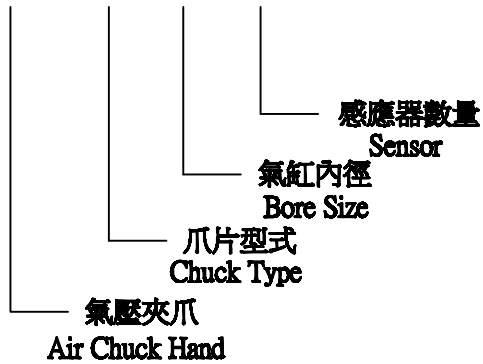 感應器數量
Sensor
氣缸內徑
Bore Size
爪片型式
Chuck Type
氣壓夾爪
Air Chuck Hand